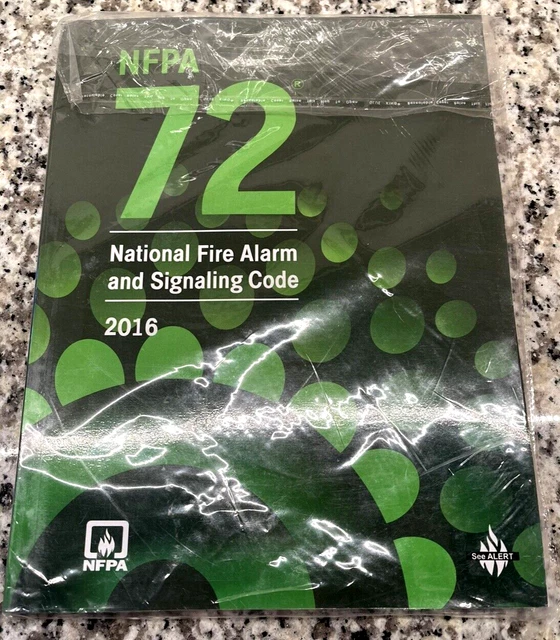 NFPA
72®
National Fire Alarm
and Signaling Code
2016
NFPA
See ALERT